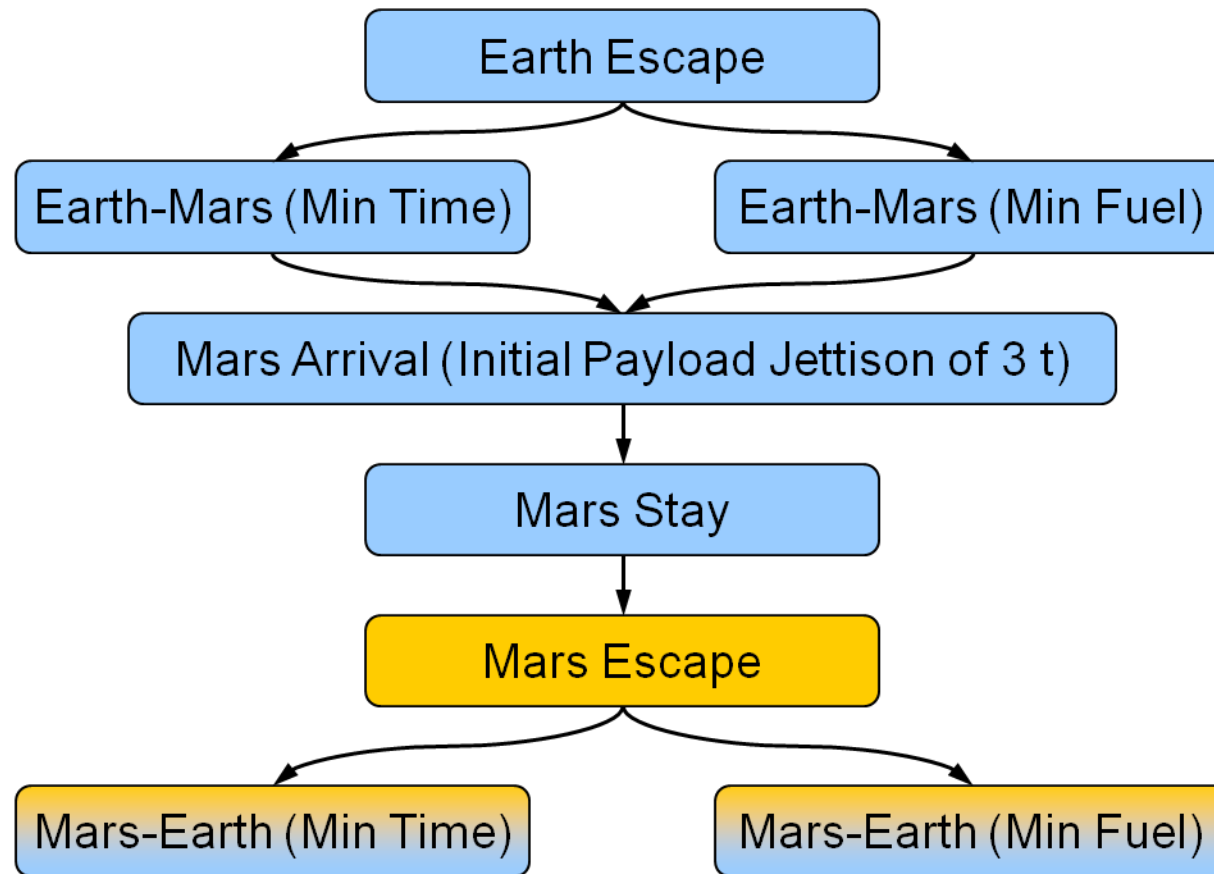 Earth Escape
Earth-Mars (Min Time)
Earth-Mars (Min Fuel)
Mars Arrival (Initial Payload Jettison of 3 t)
Mars Stay
Mars Escape
Mars-Earth (Min Time)
Mars-Earth (Min Fuel)